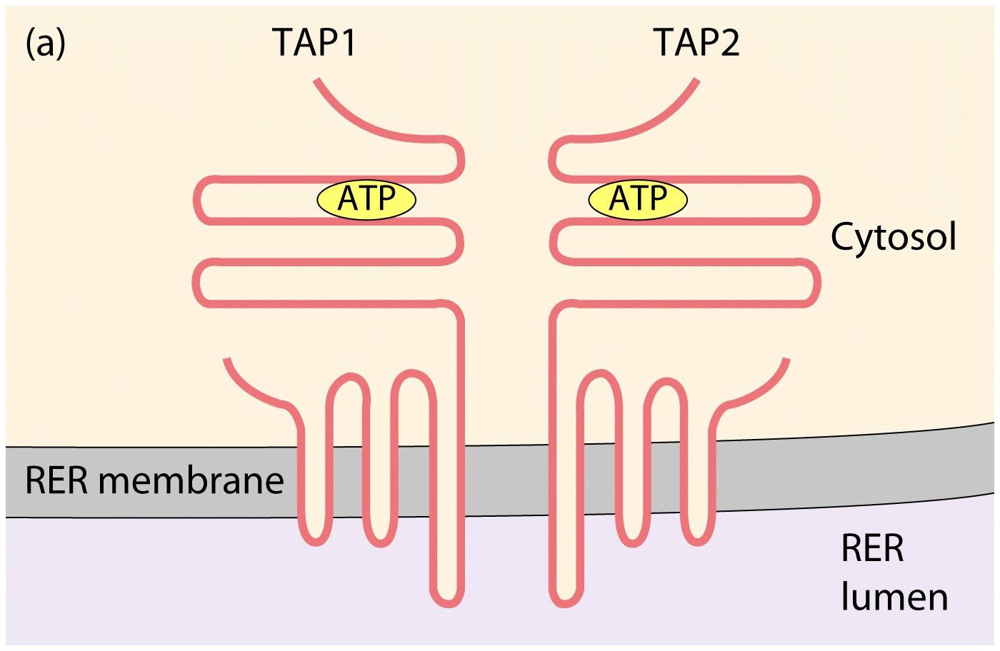 (a)
TAP1
TAP2
ATP
ATP
Cytosol
RER membrane
RER
lumen